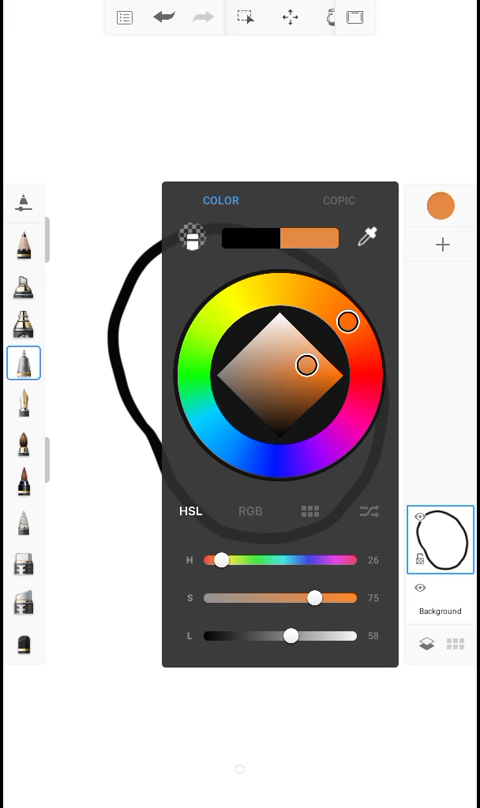 COLOR COPIC
HSL RGB
H 26
S 75
L 58
Background